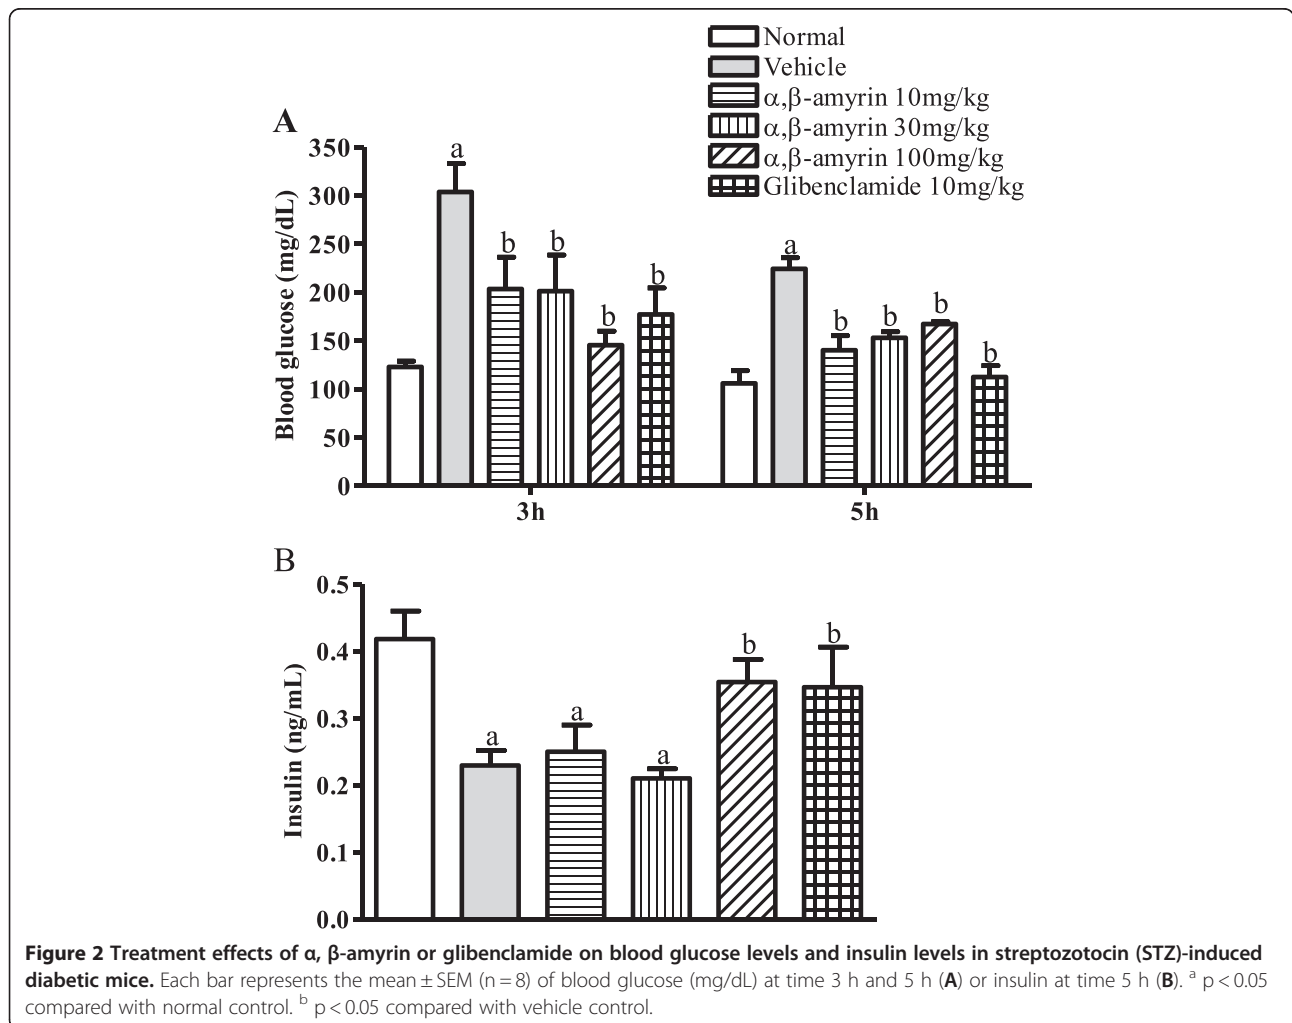 Normal
Vehicle
α,β-amyrin 10mg/kg
α,β-amyrin 30mg/kg
α,β-amyrin 100mg/kg
Glibenclamide 10mg/kg
A
Blood glucose (mg/dL)
350
300
250
200
150
100
50
0
a
b
b
b
b
a
b
b
b
b
3h
5h
B
Insulin (ng/mL)
0.5
0.4
0.3
0.2
0.1
0.0
a
a
a
b
b
Figure 2 Treatment effects of α, β-amyrin or glibenclamide on blood glucose levels and insulin levels in streptozotocin (STZ)-induced
diabetic mice. Each bar represents the mean ± SEM (n = 8) of blood glucose (mg/dL) at time 3 h and 5 h (A) or insulin at time 5 h (B). a p < 0.05
compared with normal control. b p < 0.05 compared with vehicle control.